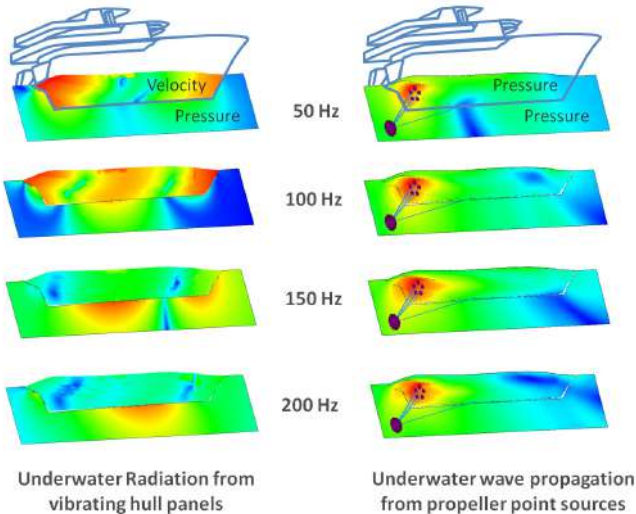 Velocity
Pressure
50 Hz
Pressure
Pressure
100 Hz
150 Hz
200 Hz
Underwater Radiation from
vibrating hull panels
Underwater wave propagation
from propeller point sources